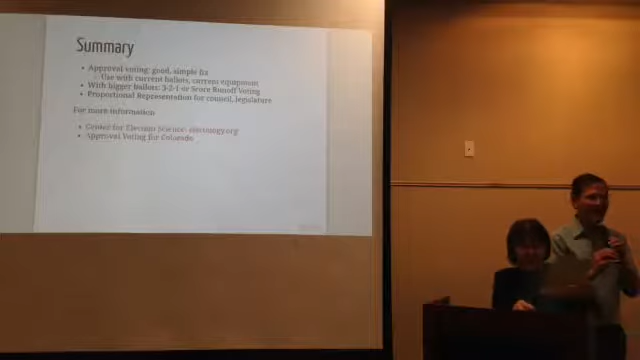 Summary
• Approval voting: good, simple fix
◦ Use with current ballots, current equipment
• With bigger ballots: 3-2-1 or Score Runoff Voting
• Proportional Representation for council, legislature
For more information
• Center for Election Science: electology.org
• Approval Voting for Colorado